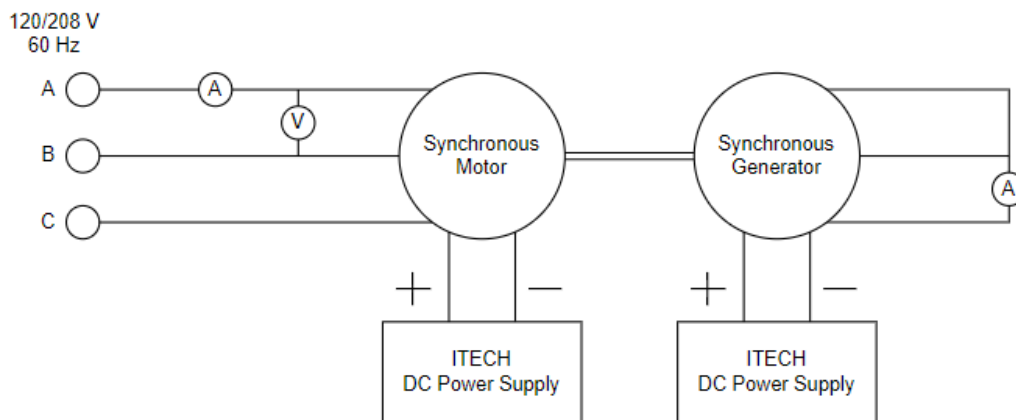 120/208 V
60 Hz
A
A
V
B
C
Synchronous
Motor
Synchronous
Generator
A
+
−
+
−
ITECH
DC Power Supply
ITECH
DC Power Supply